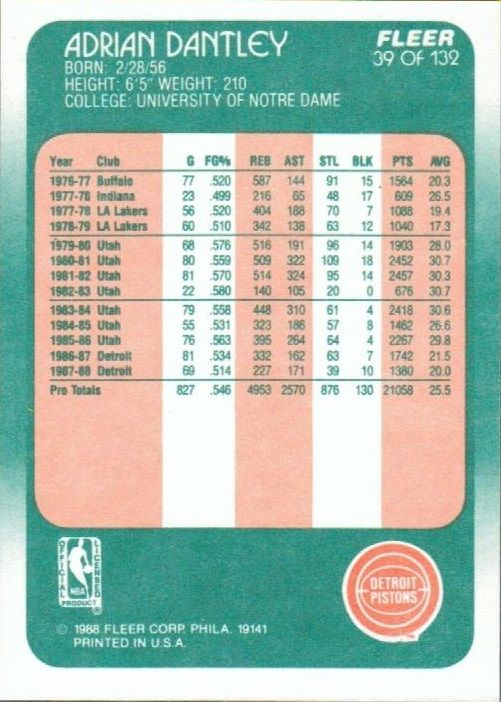 ADRIAN DANTLEY
FLEER
39 OF 132
BORN: 2/28/56
HEIGHT: 6'5" WEIGHT: 210
COLLEGE: UNIVERSITY OF NOTRE DAME
Year Club G FG% REB AST STL BLK PTS AVG
1976-77 Buffalo 77 .520 587 144 91 15 1564 20.3
1977-78 Indiana 23 .499 216 65 48 17 609 26.5
1977-78 LA Lakers 56 .520 404 188 70 7 1088 19.4
1978-79 LA Lakers 60 .510 342 138 63 12 1040 17.3
1979-80 Utah 68 .576 516 191 96 14 1903 28.0
1980-81 Utah 80 .559 509 322 109 18 2452 30.7
1981-82 Utah 81 .570 514 324 95 14 2457 30.3
1982-83 Utah 22 .580 140 105 20 0 676 30.7
1983-84 Utah 79 .558 448 310 61 4 2418 30.6
1984-85 Utah 55 .531 323 186 57 8 1462 26.6
1985-86 Utah 76 .563 395 264 64 4 2267 29.8
1986-87 Detroit 81 .534 332 162 63 7 1742 21.5
1987-88 Detroit 69 .514 227 171 39 10 1380 20.0
Pro Totals 827 .546 4953 2570 876 130 21058 25.5
OFFICIAL LICENSED
NBA
PRODUCT ®
DETROIT
PISTONS
TM
© 1988 FLEER CORP. PHILA. 19141
PRINTED IN U.S.A.